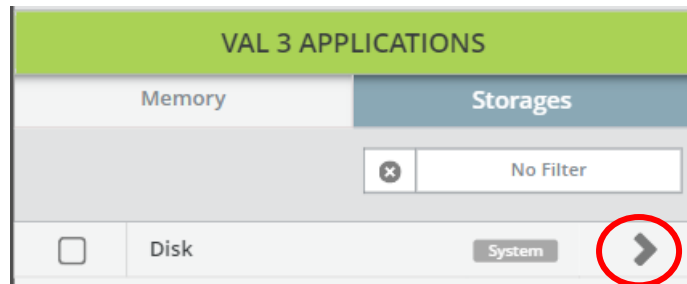 VAL 3 APPLICATIONS
Memory Storages
No Filter
Disk System